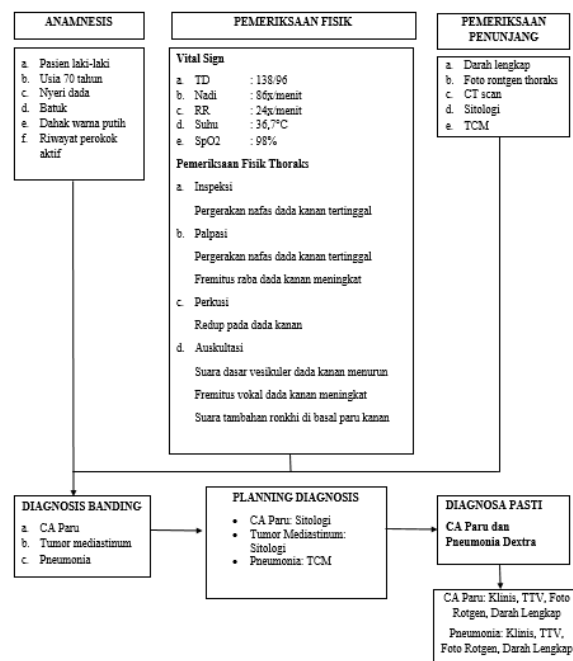 ANAMNESIS
a. Pasien laki-laki
b. Usia 70 tahun
c. Nyeri dada
d. Batuk
e. Dahak warna putih
f. Riwayat perokok
aktif
PEMERIKSAAN FISIK
Vital Sign
a. TD : 138/96
b. Nadi : 86x/menit
c. RR : 24x/menit
d. Suhu : 36,7°C
e. SpO2 : 98%
Pemeriksaan Fisik Thoraks
a. Inspeksi
Pergerakan nafas dada kanan tertinggal
b. Palpasi
Pergerakan nafas dada kanan tertinggal
Fremitus raba dada kanan meningkat
c. Perkusi
Redup pada dada kanan
d. Auskultasi
Suara dasar vesikuler dada kanan menurun
Fremitus vokal dada kanan meningkat
Suara tambahan ronkhi di basal paru kanan
PEMERIKSAAN
PENUNJANG
a. Darah lengkap
b. Foto rontgen thoraks
c. CT scan
d. Sitologi
e. TCM
DIAGNOSIS BANDING
a. CA Paru
b. Tumor mediastinum
c. Pneumonia
PLANNING DIAGNOSIS
• CA Paru: Sitologi
• Tumor Mediastinum:
Sitologi
• Pneumonia: TCM
DIAGNOSA PASTI
CA Paru dan
Pneumonia Dextra
CA Paru: Klinis, TTV, Foto
Rotgen, Darah Lengkap
Pneumonia: Klinis, TTV,
Foto Rotgen, Darah Lengkap